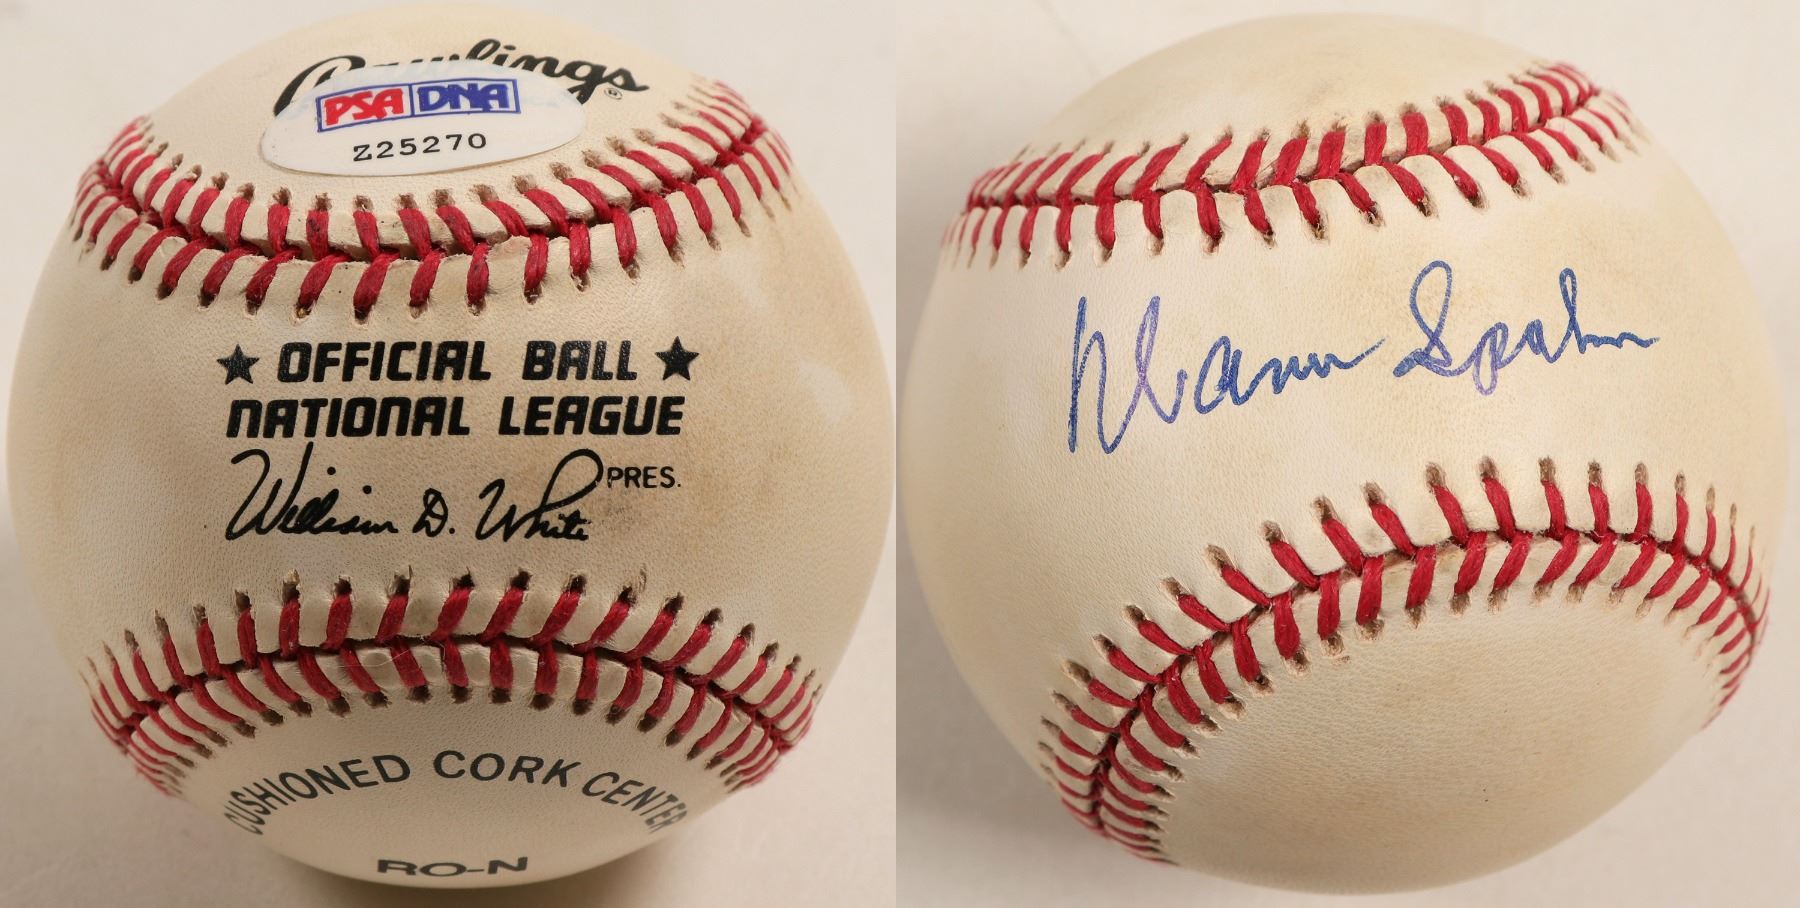 Rawlings®
PSA DNA
Z25270
★ OFFICIAL BALL ★
NATIONAL LEAGUE
William D. White PRES.
CUSHIONED CORK CENTER
RO-N
Warren Spahn